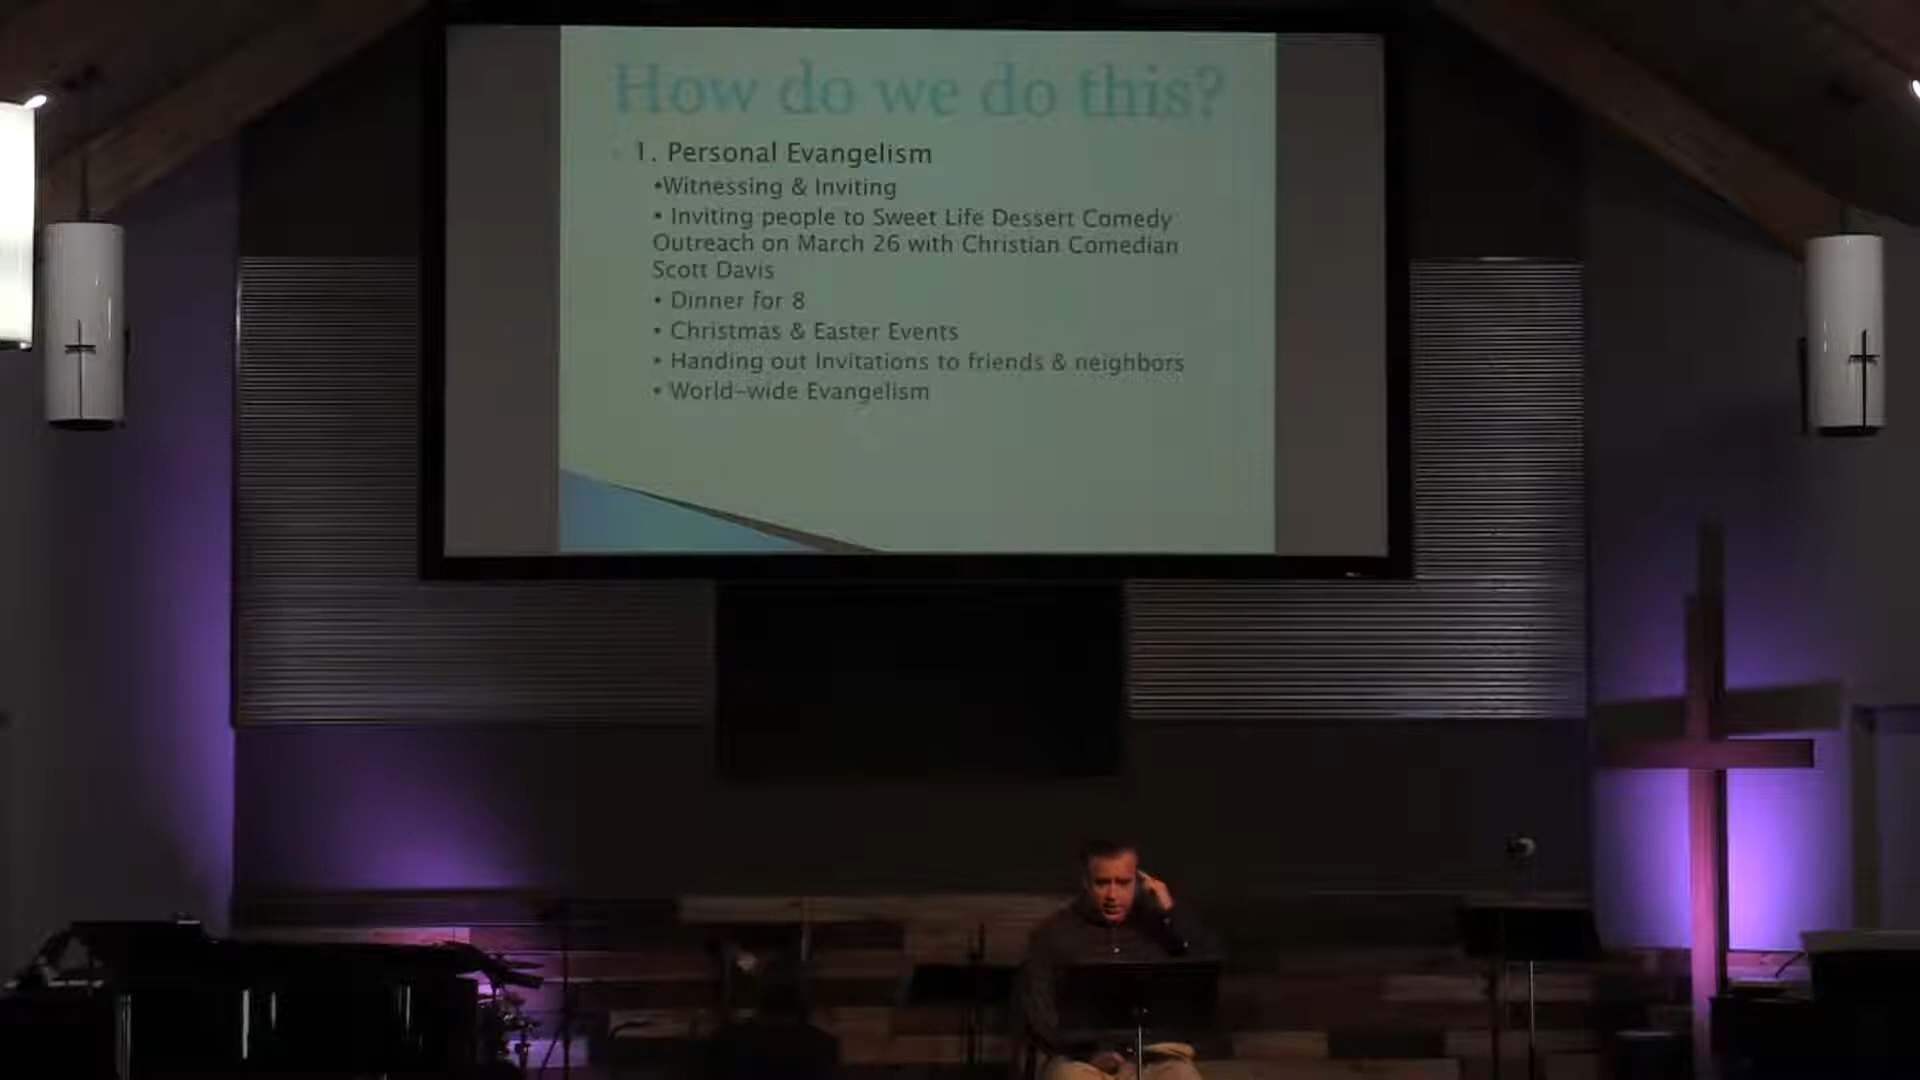 How do we do this?
1. Personal Evangelism
•Witnessing & Inviting
• Inviting people to Sweet Life Dessert Comedy
Outreach on March 26 with Christian Comedian
Scott Davis
• Dinner for 8
• Christmas & Easter Events
• Handing out Invitations to friends & neighbors
• World-wide Evangelism